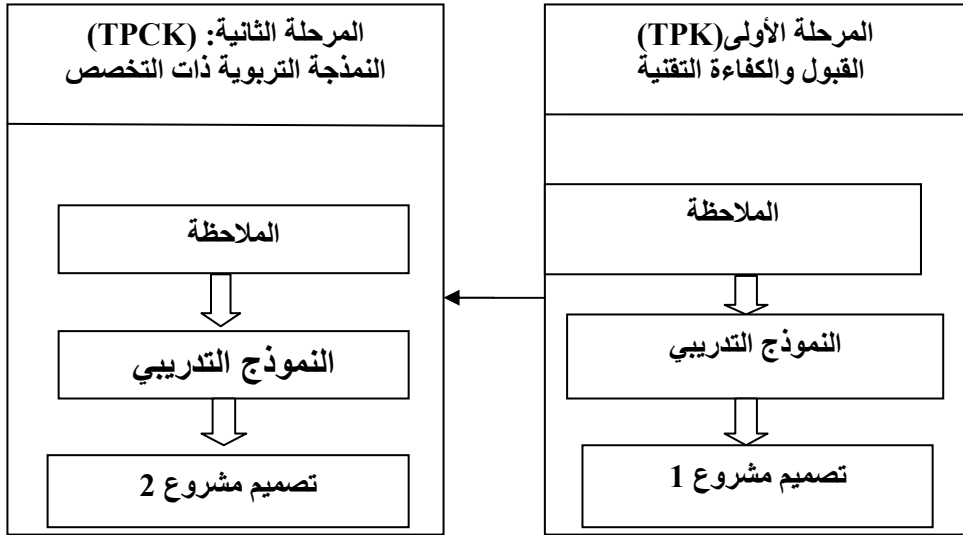 المرحلة الأولى(TPK)
القبول والكفاءة التقنية
الملاحظة
النموذج التدريبي
تصميم مشروع 1
المرحلة الثانية: (TPCK)
النمذجة التربوية ذات التخصص
الملاحظة
النموذج التدريبي
تصميم مشروع 2